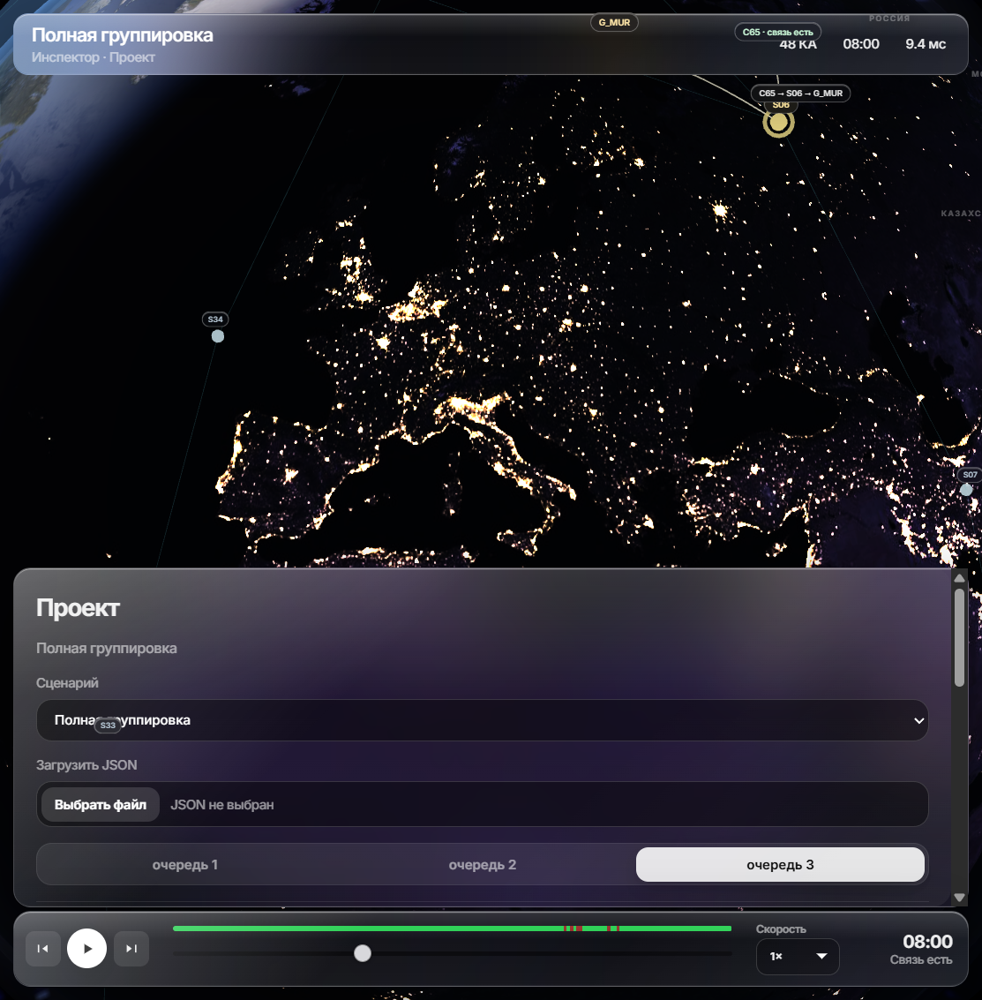 Полная группировка
Инспектор · Проект
G_MUR
РОССИЯ
C65 · связь есть
48 КА
08:00
9.4 мс
C65 → S06 → G_MUR
S06
КАЗАХС
S34
S07
Проект
Полная группировка
Сценарий
Полная группировка
S33
Загрузить JSON
Выбрать файл
JSON не выбран
очередь 1
очередь 2
очередь 3
Скорость
1×
08:00
Связь есть